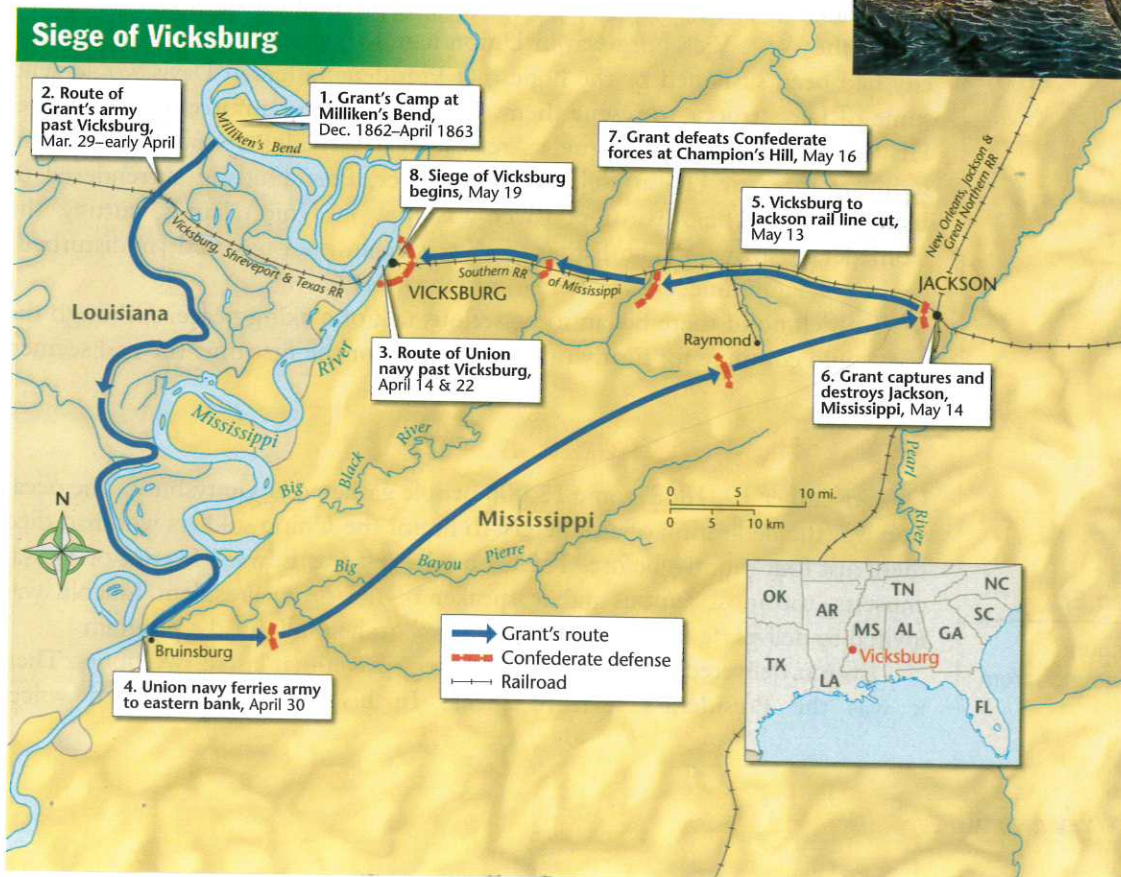 Siege of Vicksburg
2. Route of
Grant's army
past Vicksburg,
Mar. 29–early April
1. Grant's Camp at
Milliken's Bend,
Dec. 1862–April 1863
Milliken's Bend
7. Grant defeats Confederate
forces at Champion's Hill, May 16
8. Siege of Vicksburg
begins, May 19
5. Vicksburg to
Jackson rail line cut,
May 13
New Orleans, Jackson &
Great Northern RR
Vicksburg, Shreveport & Texas RR
Southern RR
of Mississippi
VICKSBURG
JACKSON
Louisiana
Raymond
River
3. Route of Union
navy past Vicksburg,
April 14 & 22
6. Grant captures and
destroys Jackson,
Mississippi, May 14
Mississippi
Big Black River
Pearl River
N
0 5 10 mi.
0 5 10 km
Mississippi
Big Bayou Pierre
Bruinsburg
4. Union navy ferries army
to eastern bank, April 30
Grant's route
Confederate defense
Railroad
OK
AR
TN
NC
SC
MS
AL
GA
TX
LA
FL
Vicksburg